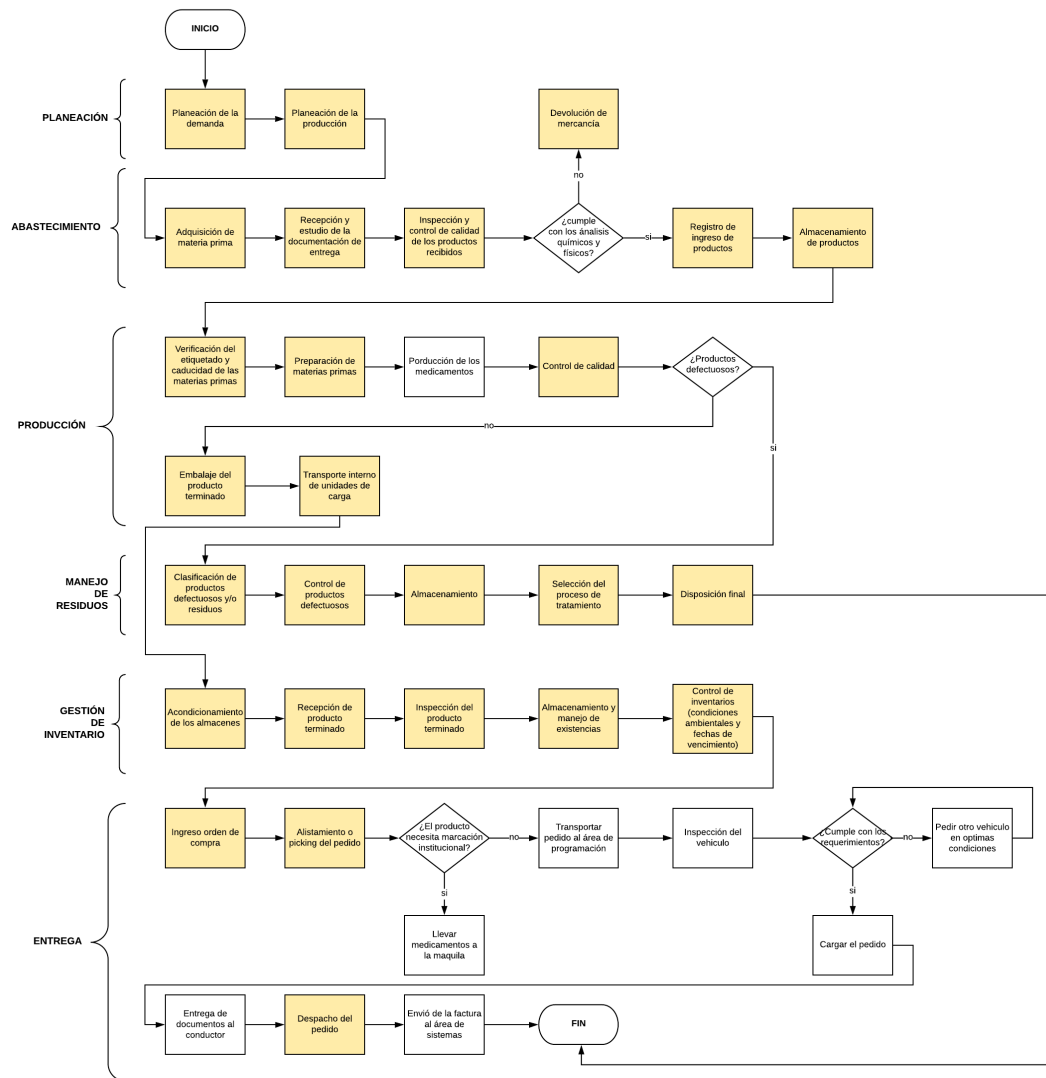 INICIO
PLANEACIÓN
Planeación de la
demanda
Planeación de la
producción
Devolución de
mercancía
no
ABASTECIMIENTO
Adquisición de
materia prima
Recepción y
estudio de la
documentación de
entrega
Inspección y
control de calidad
de los productos
recibidos
¿cumple
con los ánalisis
químicos y
físicos?
si
Registro de
ingreso de
productos
Almacenamiento
de productos
PRODUCCIÓN
Verificación del
etiquetado y
caducidad de las
materias primas
Preparación de
materias primas
Porducción de los
medicamentos
Control de calidad
¿Productos
defectuosos?
no
si
Embalaje del
producto
terminado
Transporte interno
de unidades de
carga
MANEJO
DE
RESIDUOS
Clasificación de
productos
defectuosos y/o
residuos
Control de
productos
defectuosos
Almacenamiento
Selección del
proceso de
tratamiento
Disposición final
GESTIÓN
DE
INVENTARIO
Acondicionamiento
de los almacenes
Recepción de
producto
terminado
Inspección del
producto
terminado
Almacenamiento y
manejo de
existencias
Control de
inventarios
(condiciones
ambientales y
fechas de
vencimiento)
ENTREGA
Ingreso orden de
compra
Alistamiento o
picking del pedido
¿El producto
necesita marcación
institucional?
no
Transportar
pedido al área de
programación
Inspección del
vehiculo
¿Cumple con los
requerimientos?
no
Pedir otro vehiculo
en optimas
condiciones
si
si
Llevar
medicamentos a
la maquila
Cargar el pedido
Entrega de
documentos al
conductor
Despacho del
pedido
Envió de la factura
al área de
sistemas
FIN